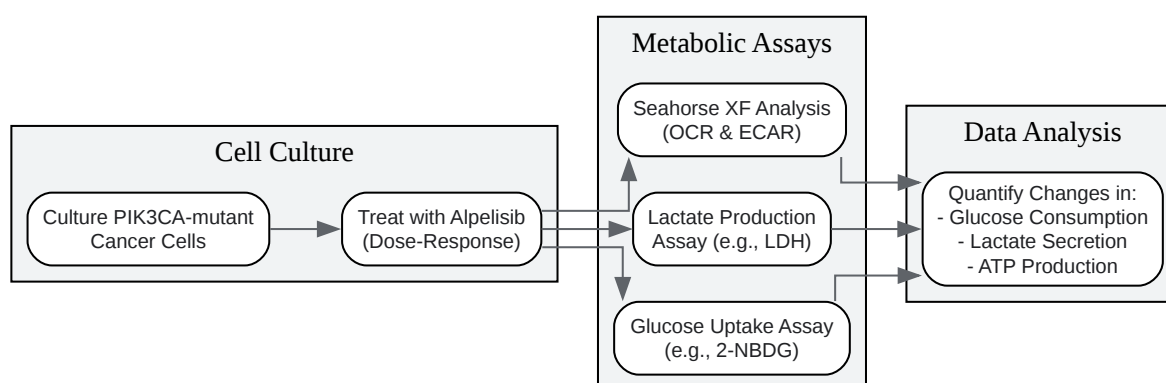 Cell Culture
Culture PIK3CA-mutant
Cancer Cells
Treat with Alpelisib
(Dose-Response)
Metabolic Assays
Seahorse XF Analysis
(OCR & ECAR)
Lactate Production
Assay (e.g., LDH)
Glucose Uptake Assay
(e.g., 2-NBDG)
Data Analysis
Quantify Changes in:
- Glucose Consumption
- Lactate Secretion
- ATP Production